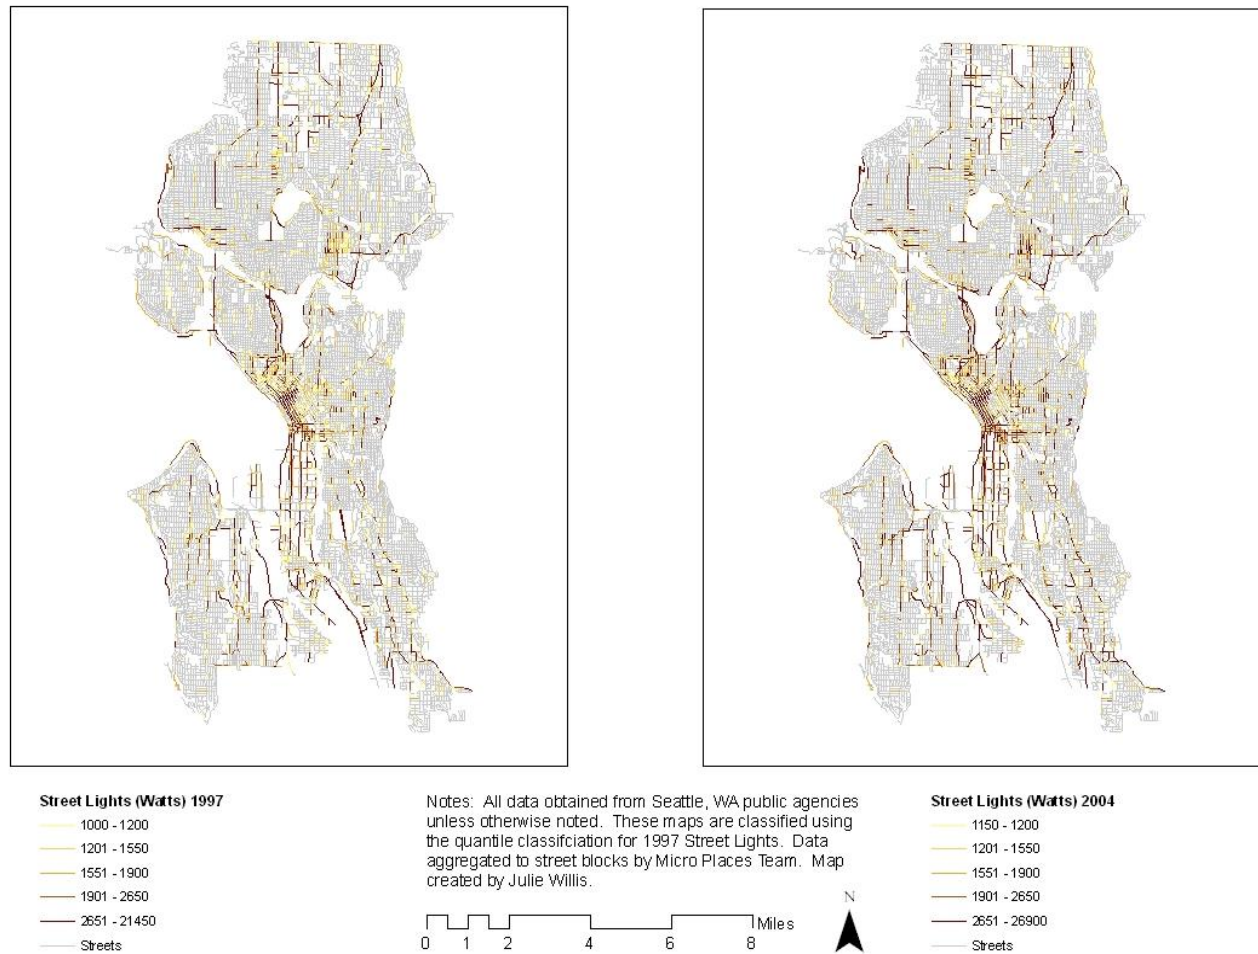 Street Lights (Watts) 1997
1000 - 1200
1201 - 1550
1551 - 1900
1901 - 2650
2651 - 21450
Streets
Notes: All data obtained from Seattle, WA public agencies
unless otherwise noted. These maps are classified using
the quantile classifciation for 1997 Street Lights. Data
aggregated to street blocks by Micro Places Team. Map
created by Julie Willis.
Miles
0 1 2 4 6 8
N
Street Lights (Watts) 2004
1150 - 1200
1201 - 1550
1551 - 1900
1901 - 2650
2651 - 26900
Streets